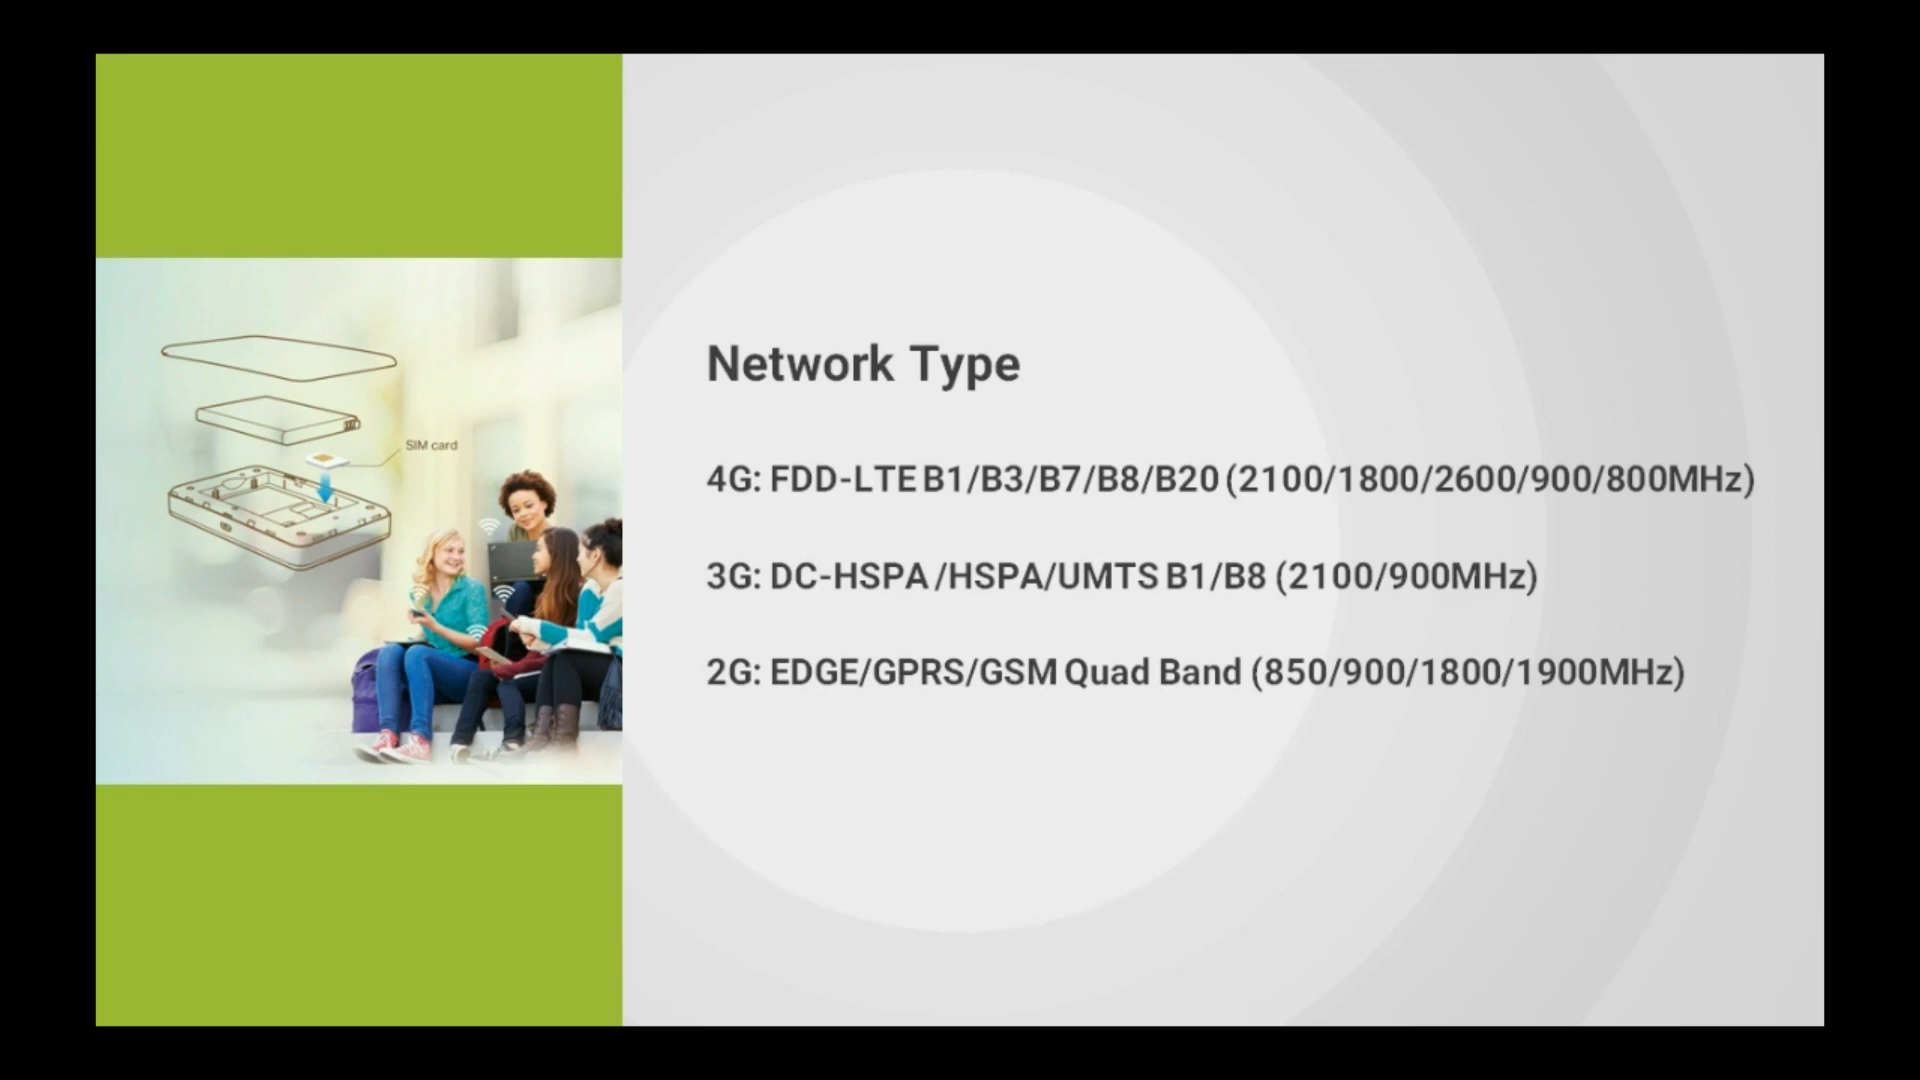 SIM card
Network Type
4G: FDD-LTE B1/B3/B7/B8/B20 (2100/1800/2600/900/800MHz)
3G: DC-HSPA /HSPA/UMTS B1/B8 (2100/900MHz)
2G: EDGE/GPRS/GSM Quad Band (850/900/1800/1900MHz)